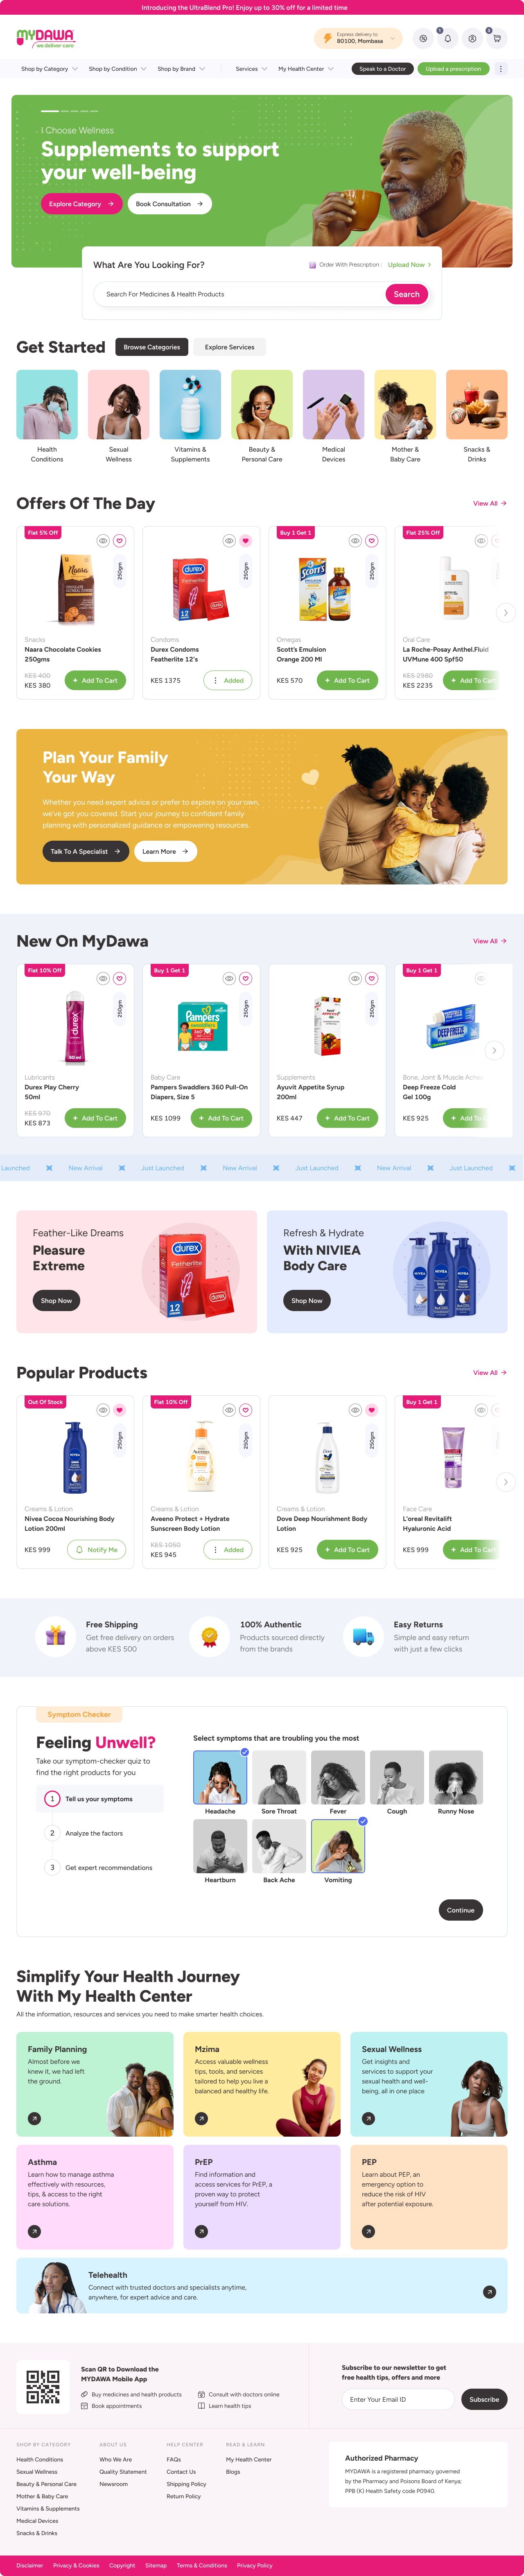 Introducing the UltraBlend Pro! Enjoy up to 30% off for a limited time
MYDAWA
we deliver care
Express delivery to
80100, Mombasa
1
3
Shop by Category
Shop by Condition
Shop by Brand
Services
My Health Center
Speak to a Doctor
Upload a prescription
I Choose Wellness
Supplements to support
your well-being
Explore Category
Book Consultation
What Are You Looking For?
Order With Prescription :
Upload Now
Search For Medicines & Health Products
Search
Get Started
Browse Categories
Explore Services
Health
Conditions
Sexual
Wellness
Vitamins &
Supplements
Beauty &
Personal Care
Medical
Devices
Mother &
Baby Care
Snacks &
Drinks
Offers Of The Day
View All
Flat 5% Off
250gm
Naara
Snacks
Naara Chocolate Cookies
250gms
KES 400
KES 380
Add To Cart
durex
Fetherlite
12
250gm
Condoms
Durex Condoms
Featherlite 12's
KES 1375
Added
Buy 1 Get 1
SCOTT'S
EMULSION
250gm
Omegas
Scott's Emulsion
Orange 200 Ml
KES 570
Add To Cart
Flat 25% Off
Oral Care
La Roche-Posay Anthel.Fluid
UVMune 400 Spf50
KES 2980
KES 2235
Add To Cart
Plan Your Family
Your Way
Whether you need expert advice or prefer to explore on your own,
we've got you covered. Start your journey to confident family
planning with personalized guidance or empowering resources.
Talk To A Specialist
Learn More
New On MyDawa
View All
Flat 10% Off
durex
50 ml
250gm
Lubricants
Durex Play Cherry
50ml
KES 970
KES 873
Add To Cart
Buy 1 Get 1
Pampers
swaddlers
360°
250gm
Baby Care
Pampers Swaddlers 360 Pull-On
Diapers, Size 5
KES 1099
Add To Cart
250gm
Supplements
Ayuvit Appetite Syrup
200ml
KES 447
Add To Cart
Buy 1 Get 1
DEEP FREEZE
Bone, Joint & Muscle Aches
Deep Freeze Cold
Gel 100g
KES 925
Add To C
Launched
New Arrival
Just Launched
New Arrival
Just Launched
New Arrival
Just Launched
Feather-Like Dreams
Pleasure
Extreme
Shop Now
durex
Fetherlite
12
Refresh & Hydrate
With NIVIEA
Body Care
Shop Now
NIVEA
NIVEA
NIVEA
Popular Products
View All
Out Of Stock
NIVEA
250gm
Creams & Lotion
Nivea Cocoa Nourishing Body
Lotion 200ml
KES 999
Notify Me
Flat 10% Off
Aveeno
60
250gm
Creams & Lotion
Aveeno Protect + Hydrate
Sunscreen Body Lotion
KES 1050
KES 945
Added
Dove
250gm
Creams & Lotion
Dove Deep Nourishment Body
Lotion
KES 925
Add To Cart
Buy 1 Get 1
Face Care
L'oreal Revitalift
Hyaluronic Acid
KES 999
Add To Cart
Free Shipping
Get free delivery on orders
above KES 500
100% Authentic
Products sourced directly
from the brands
Easy Returns
Simple and easy return
with just a few clicks
Symptom Checker
Feeling Unwell?
Take our symptom-checker quiz to
find the right products for you
1
Tell us your symptoms
2
Analyze the factors
3
Get expert recommendations
Select symptoms that are troubling you the most
Headache
Sore Throat
Fever
Cough
Runny Nose
Heartburn
Back Ache
Vomiting
Continue
Simplify Your Health Journey
With My Health Center
All the information, resources and services you need to make smarter health choices.
Family Planning
Almost before we
knew it, we had left
the ground.
Mzima
Access valuable wellness
tips, tools, and services
tailored to help you live a
balanced and healthy life.
Sexual Wellness
Get insights and
services to support your
sexual health and well-
being, all in one place
Asthma
Learn how to manage asthma
effectively with resources,
tips, & access to the right
care solutions.
PrEP
Find information and
access services for PrEP, a
proven way to protect
yourself from HIV.
PEP
Learn about PEP, an
emergency option to
reduce the risk of HIV
after potential exposure.
Telehealth
Connect with trusted doctors and specialists anytime,
anywhere, for expert advice and care.
Scan QR to Download the
MYDAWA Mobile App
Buy medicines and health products
Consult with doctors online
Book appointments
Learn health tips
Subscribe to our newsletter to get
free health tips, offers and more
Enter Your Email ID
Subscribe
SHOP BY CATEGORY
Health Conditions
Sexual Wellness
Beauty & Personal Care
Mother & Baby Care
Vitamins & Supplements
Medical Devices
Snacks & Drinks
ABOUT US
Who We Are
Quality Statement
Newsroom
HELP CENTER
FAQs
Contact Us
Shipping Policy
Return Policy
READ & LEARN
My Health Center
Blogs
Authorized Pharmacy
MYDAWA is a registered pharmacy governed
by the Pharmacy and Poisons Board of Kenya;
PPB (K) Health Safety code P0940.
Disclaimer
Privacy & Cookies
Copyright
Sitemap
Terms & Conditions
Privacy Policy